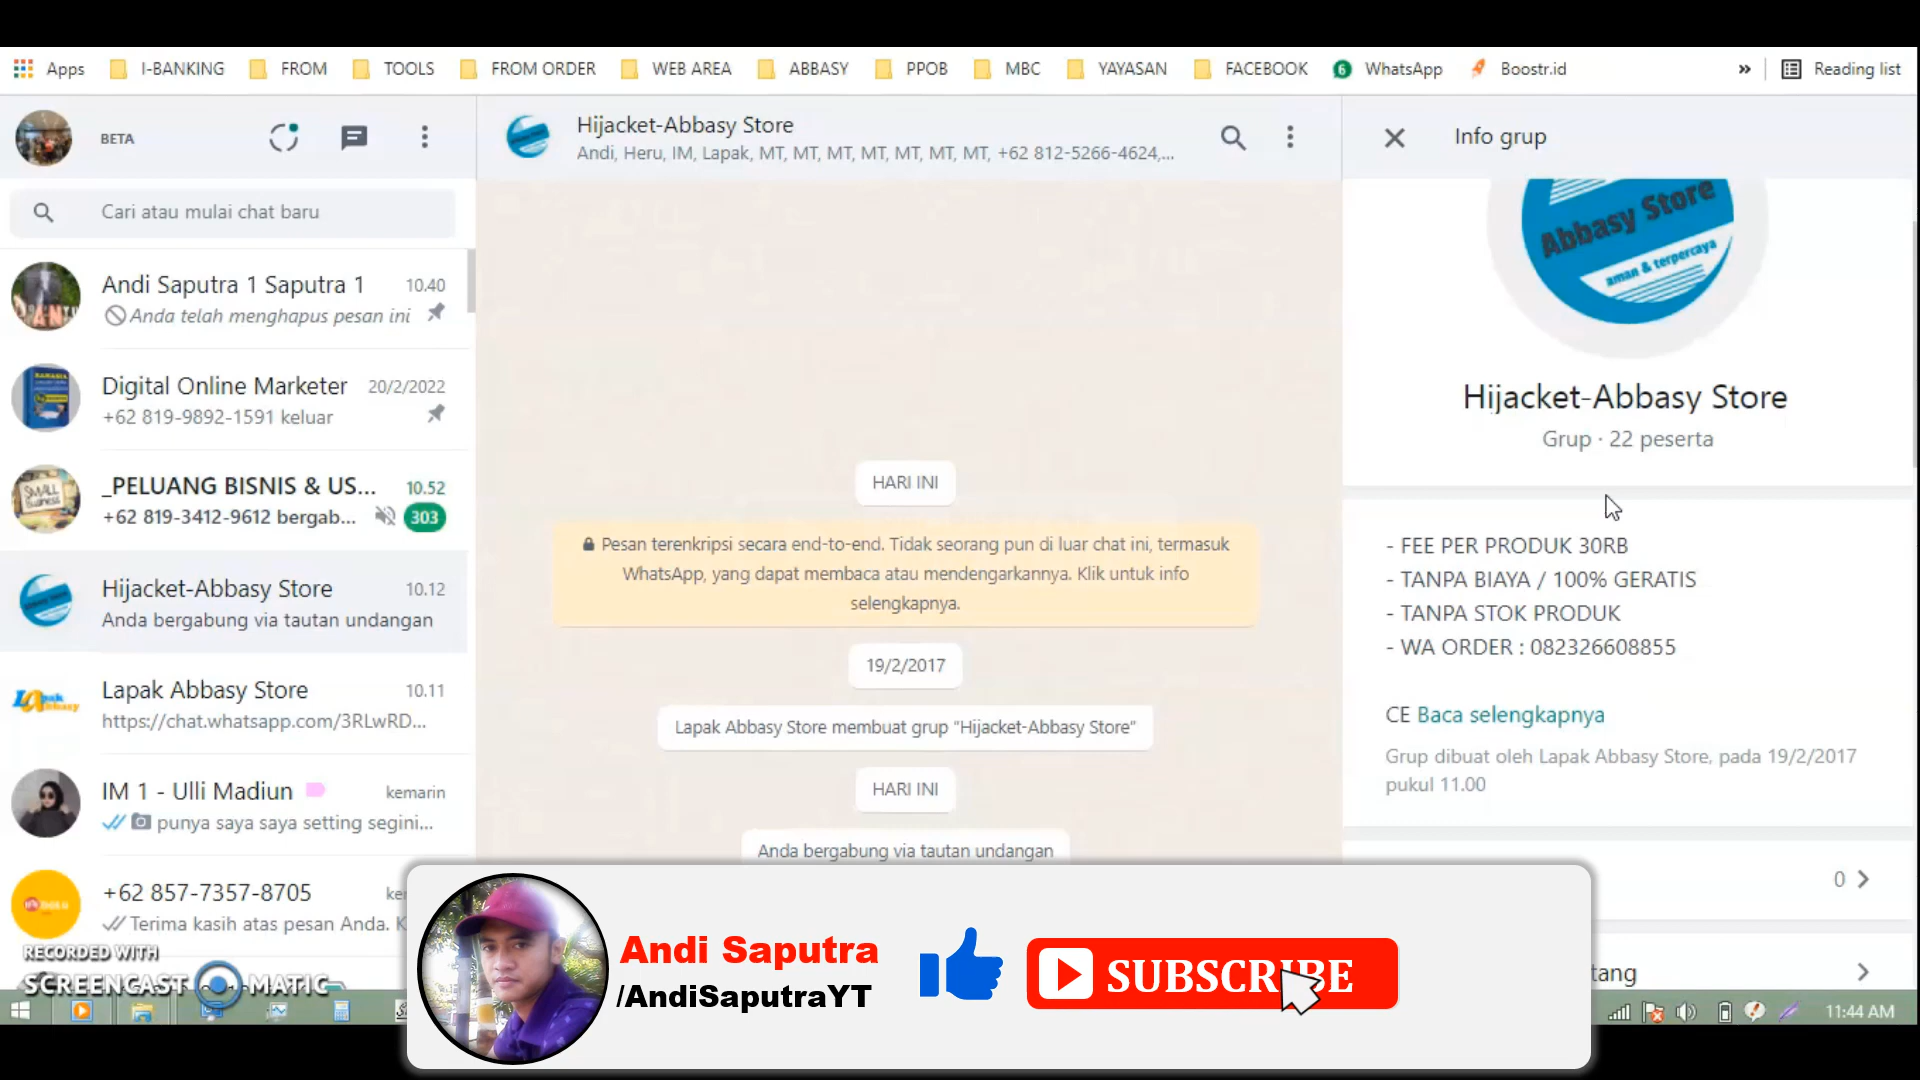 Apps I-BANKING FROM TOOLS FROM ORDER WEB AREA ABBASY PPOB MBC YAYASAN FACEBOOK 6 WhatsApp Boostr.id » Reading list
BETA
Cari atau mulai chat baru
Andi Saputra 1 Saputra 1 10.40
Anda telah menghapus pesan ini
Digital Online Marketer 20/2/2022
+62 819-9892-1591 keluar
SMALL Business
_PELUANG BISNIS & US... 10.52
+62 819-3412-9612 bergab... 303
Hijacket-Abbasy Store 10.12
Anda bergabung via tautan undangan
Lapak Abbasy Store 10.11
https://chat.whatsapp.com/3RLwRD...
IM 1 - Ulli Madiun kemarin
punya saya saya setting segini...
+62 857-7357-8705
Terima kasih atas pesan Anda. K
RECORDED WITH
SCREENCAST MATIC
Hijacket-Abbasy Store
Andi, Heru, IM, Lapak, MT, MT, MT, MT, MT, MT, MT, +62 812-5266-4624,...
HARI INI
Pesan terenkripsi secara end-to-end. Tidak seorang pun di luar chat ini, termasuk
WhatsApp, yang dapat membaca atau mendengarkannya. Klik untuk info
selengkapnya.
19/2/2017
Lapak Abbasy Store membuat grup “Hijacket-Abbasy Store”
HARI INI
Anda bergabung via tautan undangan
Info grup
Abbasy Store
aman & terpercaya
Hijacket-Abbasy Store
Grup · 22 peserta
- FEE PER PRODUK 30RB
- TANPA BIAYA / 100% GERATIS
- TANPA STOK PRODUK
- WA ORDER : 082326608855
CE Baca selengkapnya
Grup dibuat oleh Lapak Abbasy Store, pada 19/2/2017
pukul 11.00
0
tang
Andi Saputra
/AndiSaputraYT
SUBSCRIBE
11:44 AM